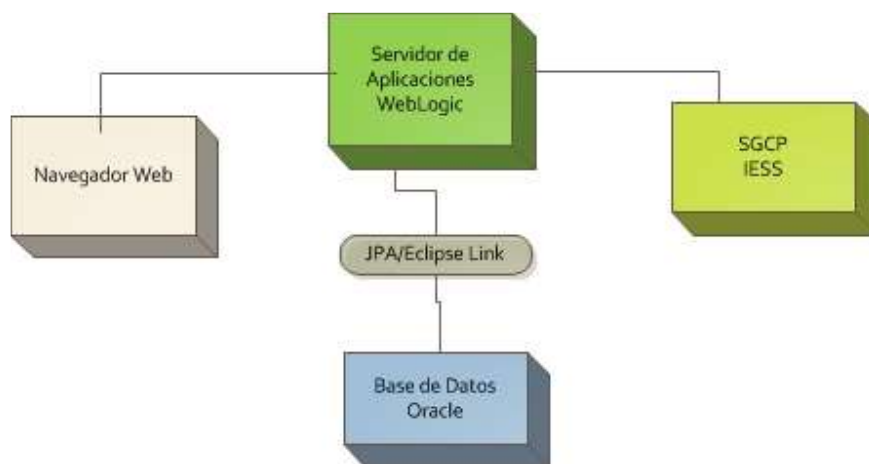 Servidor de
Aplicaciones
WebLogic
Navegador Web
SGCP
IESS
JPA/Eclipse Link
Base de Datos
Oracle